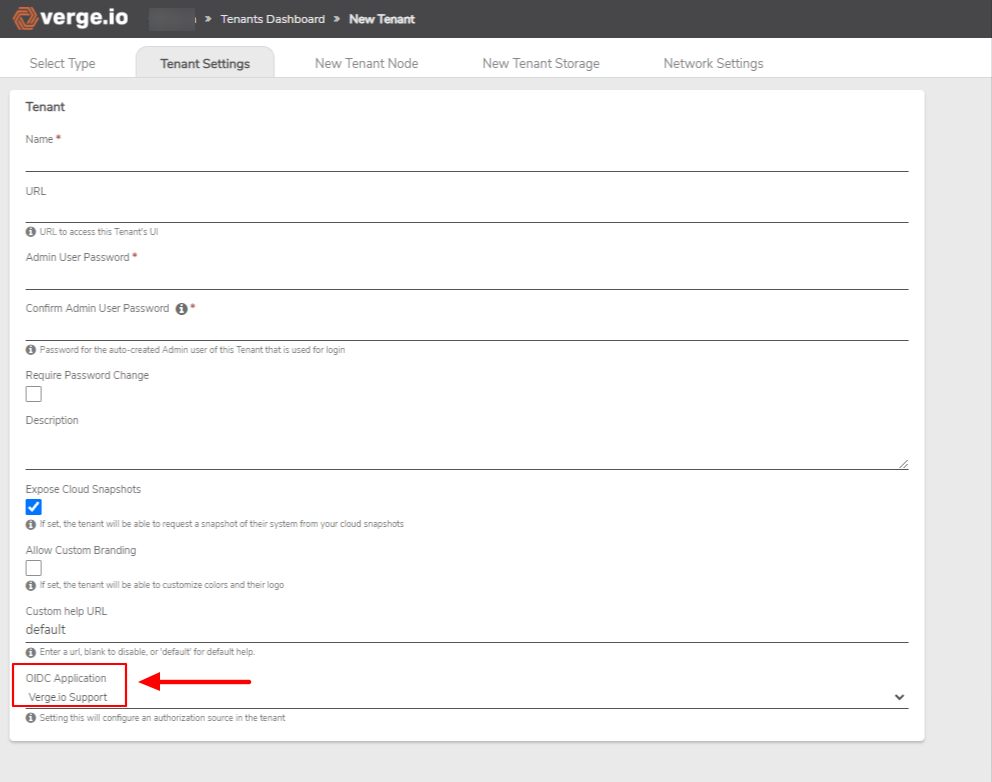 verge.io » Tenants Dashboard » New Tenant
Select Type Tenant Settings New Tenant Node New Tenant Storage Network Settings
Tenant
Name *
URL
URL to access this Tenant's UI
Admin User Password *
Confirm Admin User Password *
Password for the auto-created Admin user of this Tenant that is used for login
Require Password Change
Description
Expose Cloud Snapshots
If set, the tenant will be able to request a snapshot of their system from your cloud snapshots
Allow Custom Branding
If set, the tenant will be able to customize colors and their logo
Custom help URL
default
Enter a url, blank to disable, or 'default' for default help.
OIDC Application
Verge.io Support
Setting this will configure an authorization source in the tenant